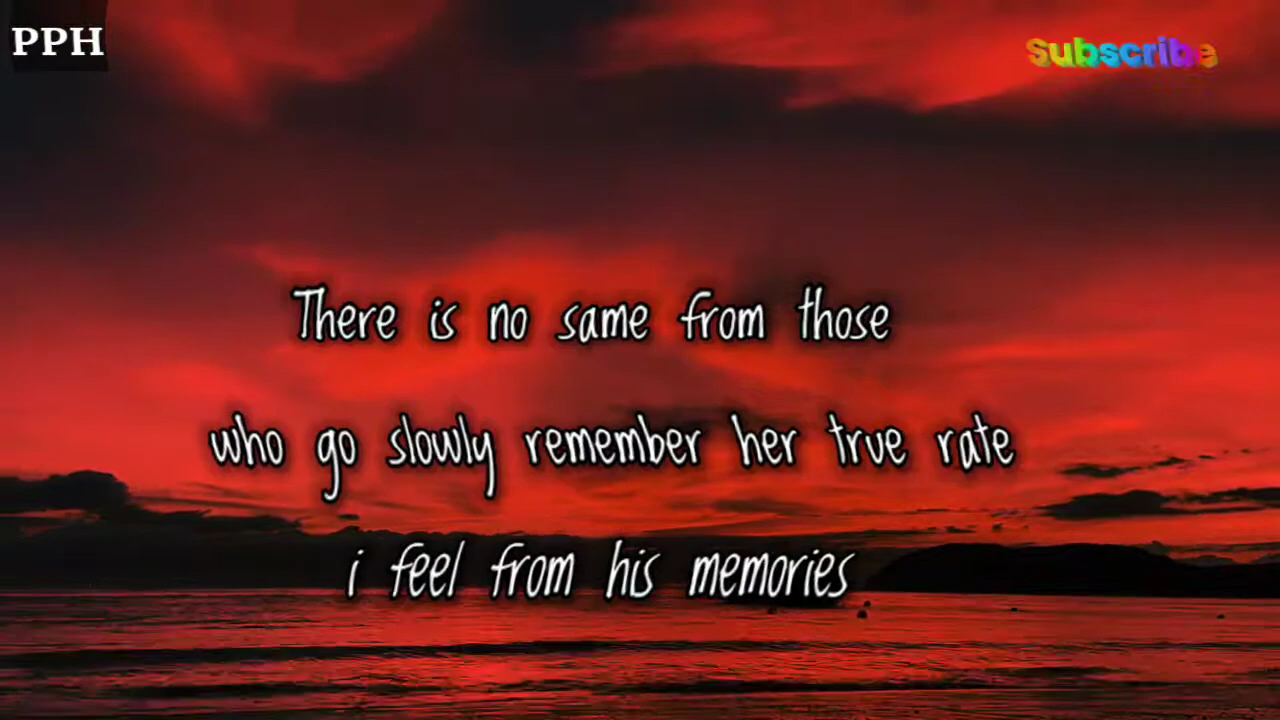 PPH
Subscribe
There is no same from those
who go slowly remember her true rate
i feel from his memories